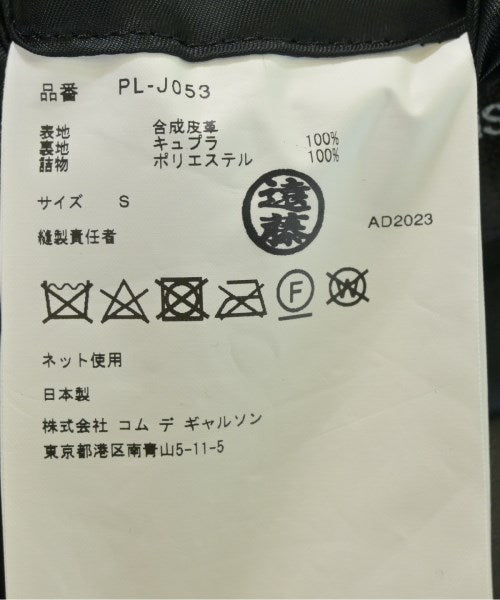 品番 PL-J053
表地 合成皮革
裏地 キュプラ 100%
詰物 ポリエステル 100%
サイズ S
遠藤
AD2023
縫製責任者
F
W
ネット使用
日本製
株式会社 コム デ ギャルソン
東京都港区南青山5-11-5
S